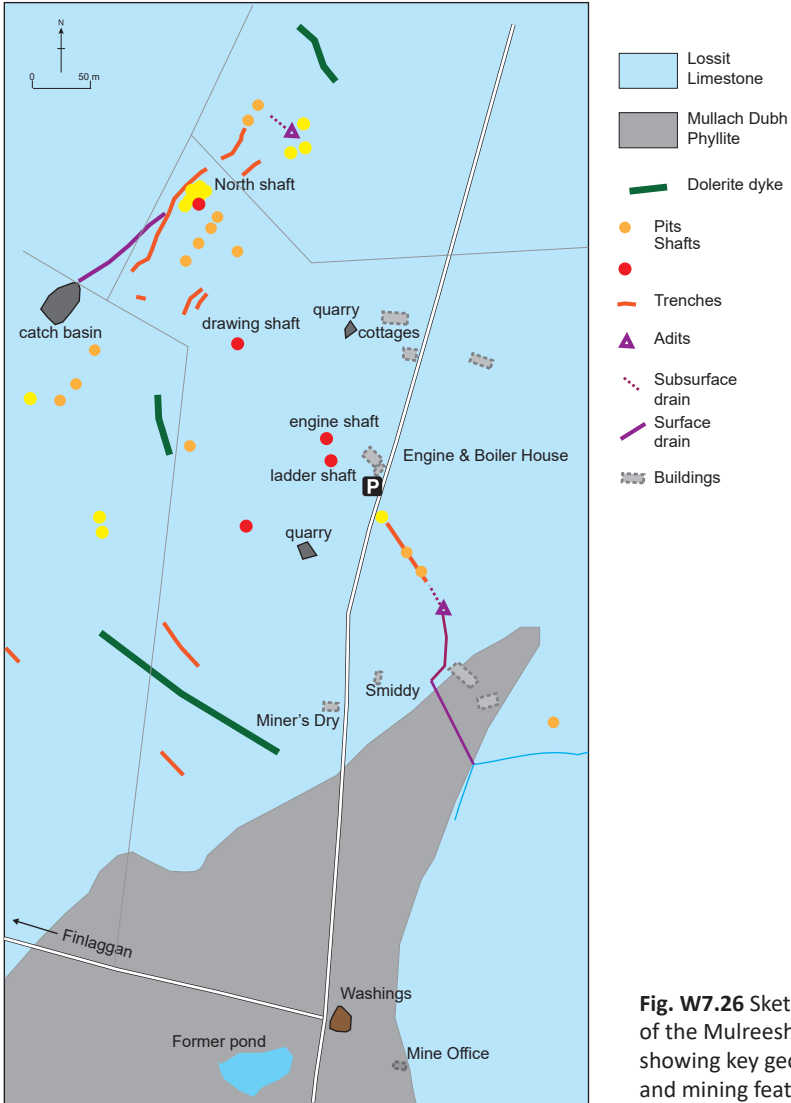 N
0
50 m
North shaft
catch basin
drawing shaft
quarry
cottages
engine shaft
ladder shaft
Engine & Boiler House
P
quarry
Smiddy
Miner's Dry
Finlaggan
Washings
Former pond
Mine Office
Lossit
Limestone
Mullach Dubh
Phyllite
Dolerite dyke
Pits
Shafts
Trenches
Adits
Subsurface
drain
Surface
drain
Buildings
Fig. W7.26 Sket
of the Mulreesh
showing key geo
and mining feat